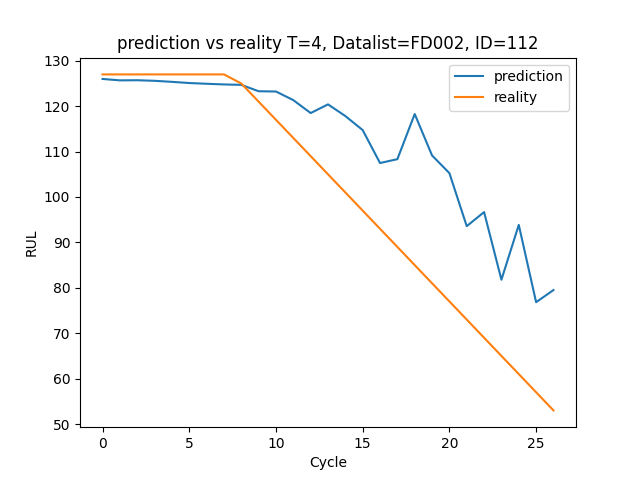 prediction vs reality T=4, Datalist=FD002, ID=112
130
120
110
100
90
80
70
60
50
RUL
prediction
reality
0 5 10 15 20 25
Cycle